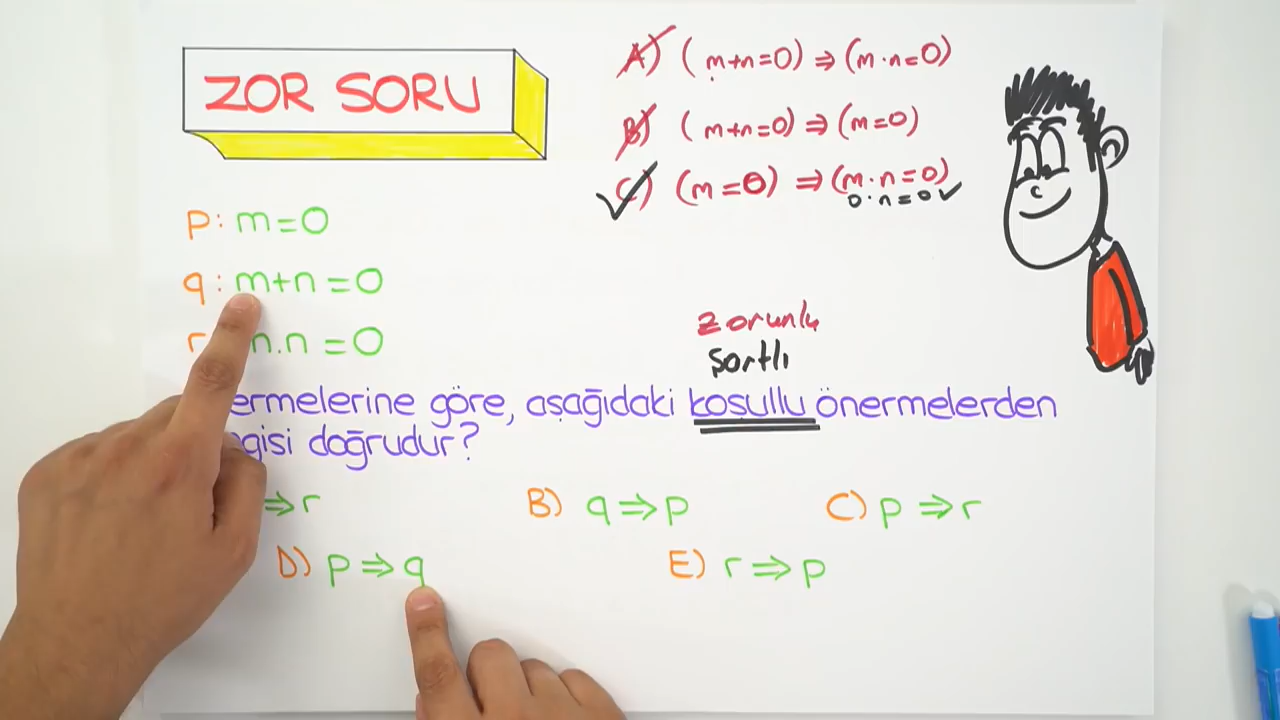 ZOR SORU
p: m=0
q: m+n=0
r n.n=0
ermelerine göre, aşağıdaki koşullu önermelerden
gisi doğrudur?
⇒r
B) q⇒p
C) p⇒r
D) p⇒q
E) r⇒p
A) (m+n=0)⇒(m·n=0)
B) (m+n=0)⇒(m=0)
C) (m=0)⇒(m·n=0)
0·n=0✓
zorunlu
şartlı